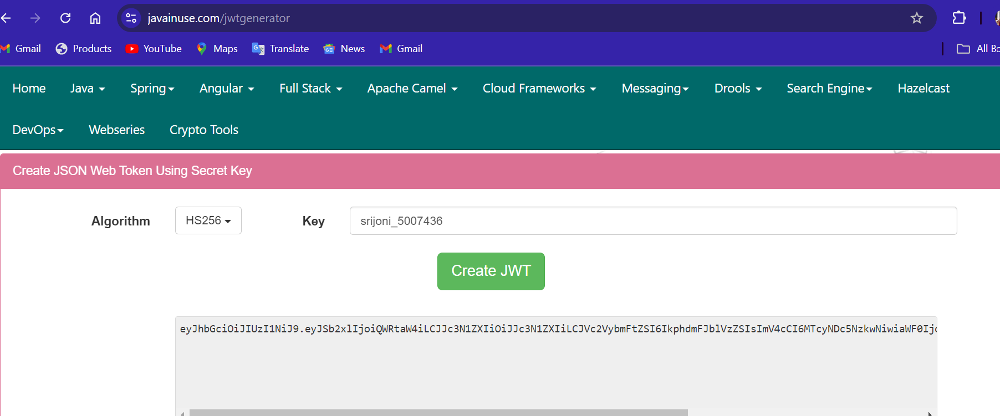 javainuse.com/jwtgenerator
Gmail Products YouTube Maps Translate News Gmail All Bo
Home Java Spring Angular Full Stack Apache Camel Cloud Frameworks Messaging Drools Search Engine Hazelcast
DevOps Webseries Crypto Tools
Create JSON Web Token Using Secret Key
Algorithm HS256 Key srijoni_5007436
Create JWT
eyJhbGciOiJIUzI1NiJ9.eyJSb2xlIjoiQWRtaW4iLCJJc3N1ZXIiOiJJc3N1ZXIiLCJVc2VybmFtZSI6IkphdmFJblVzZSIsImV4cCI6MTcyNDc5NzkwNiwiaWF0Ijo